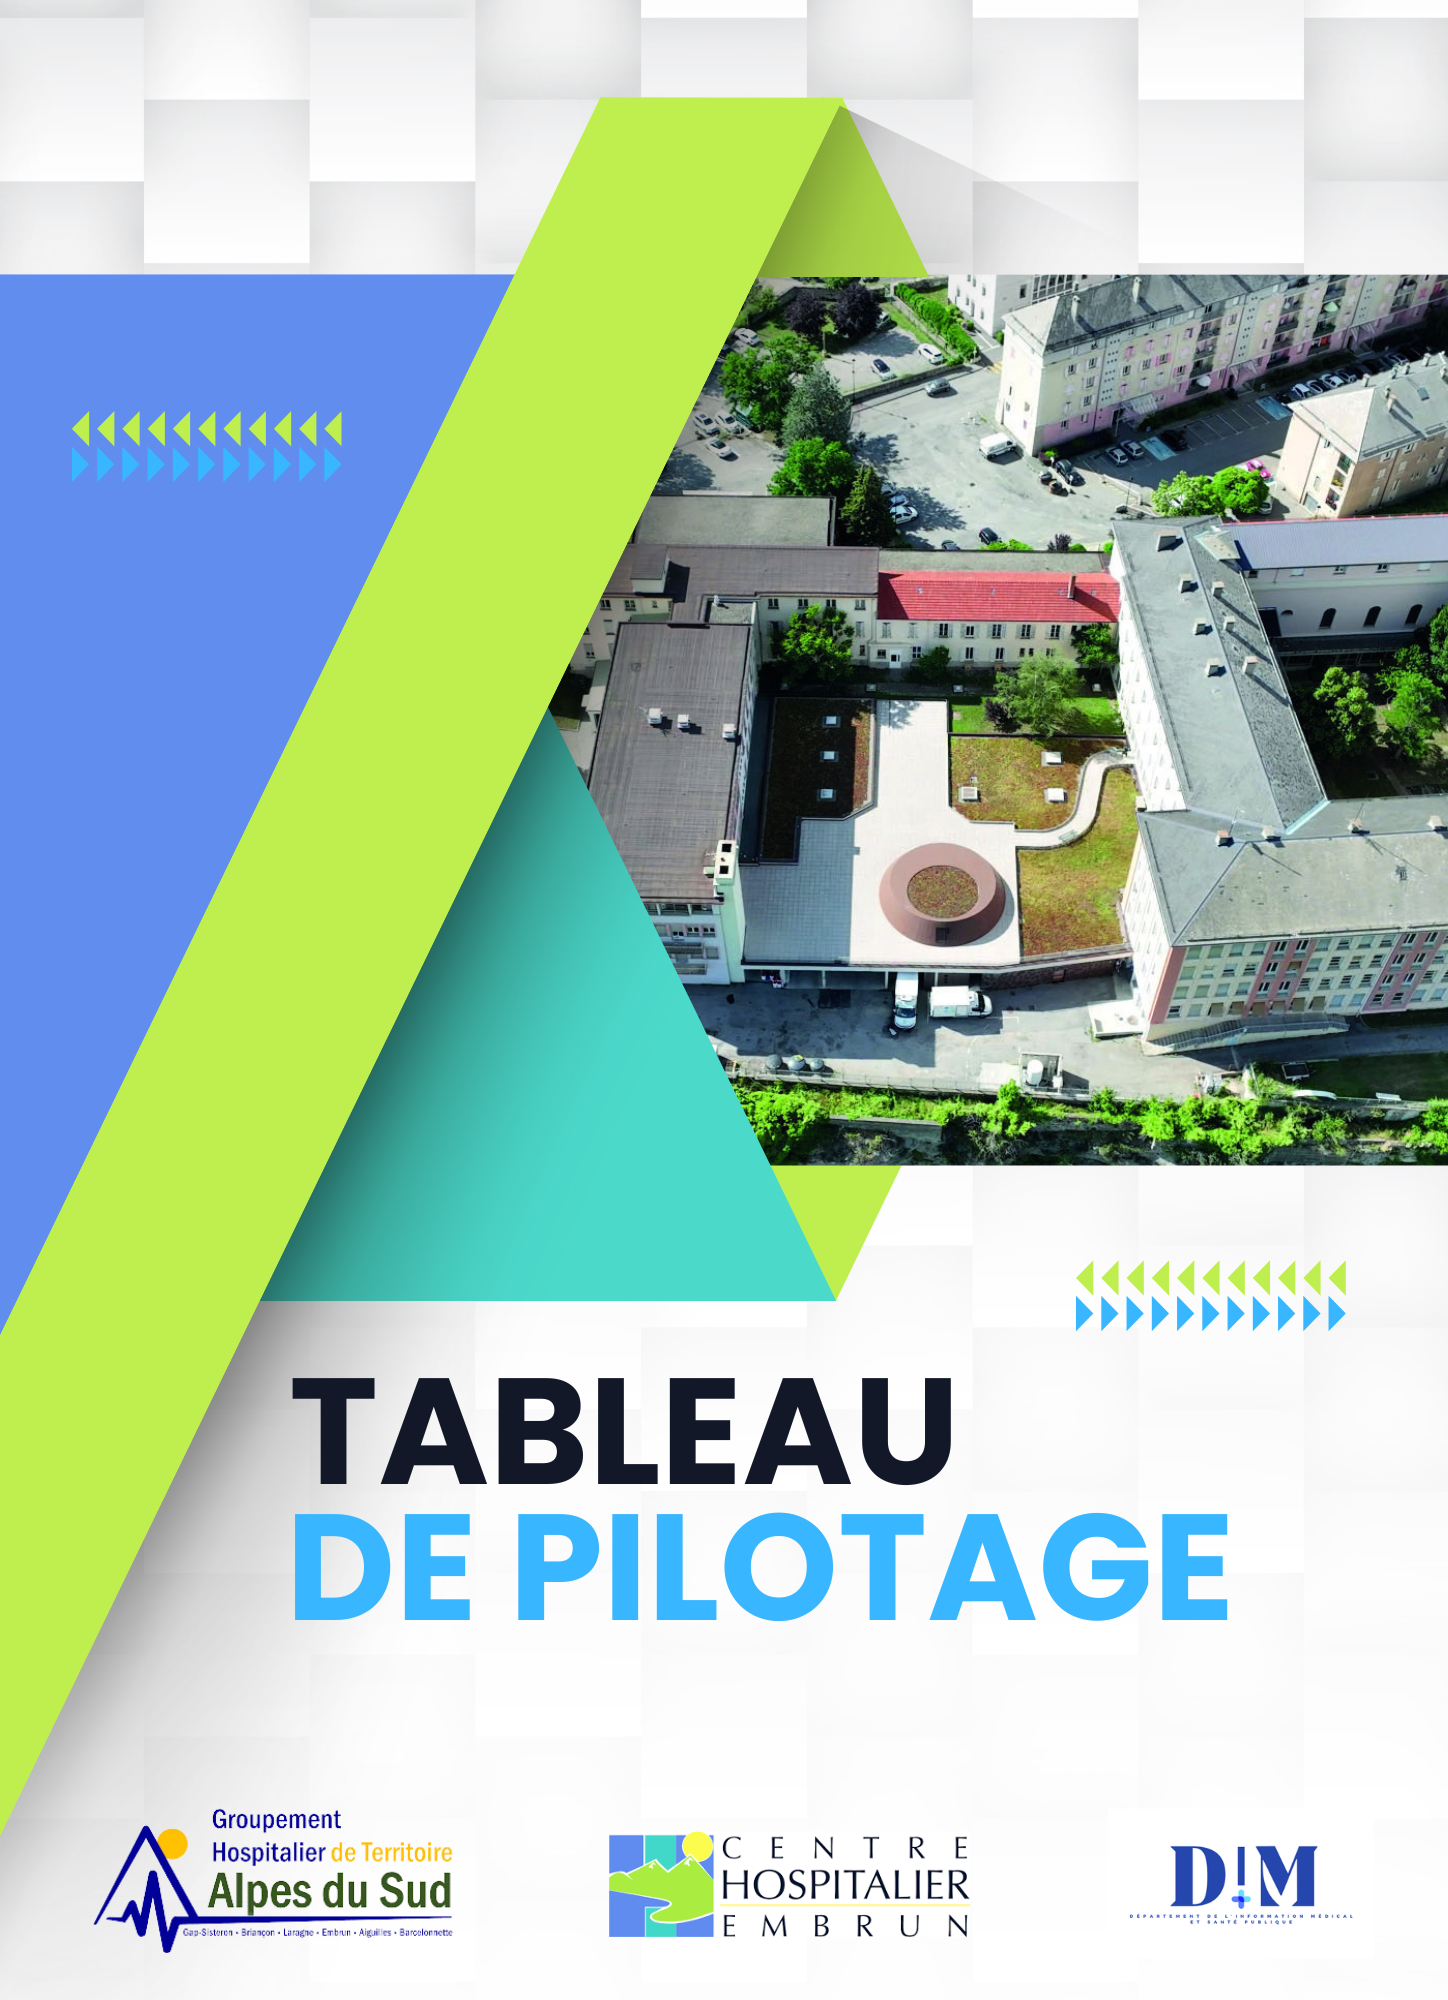 TABLEAU
DE PILOTAGE
Groupement
Hospitalier de Territoire
Alpes du Sud
Gap-Sisteron • Briançon • Laragne • Embrun • Aiguilles • Barcelonnette
CENTRE
HOSPITALIER
EMBRUN
D!M
DÉPARTEMENT DE L'INFORMATION MÉDICAL
ET SANTÉ PUBLIQUE